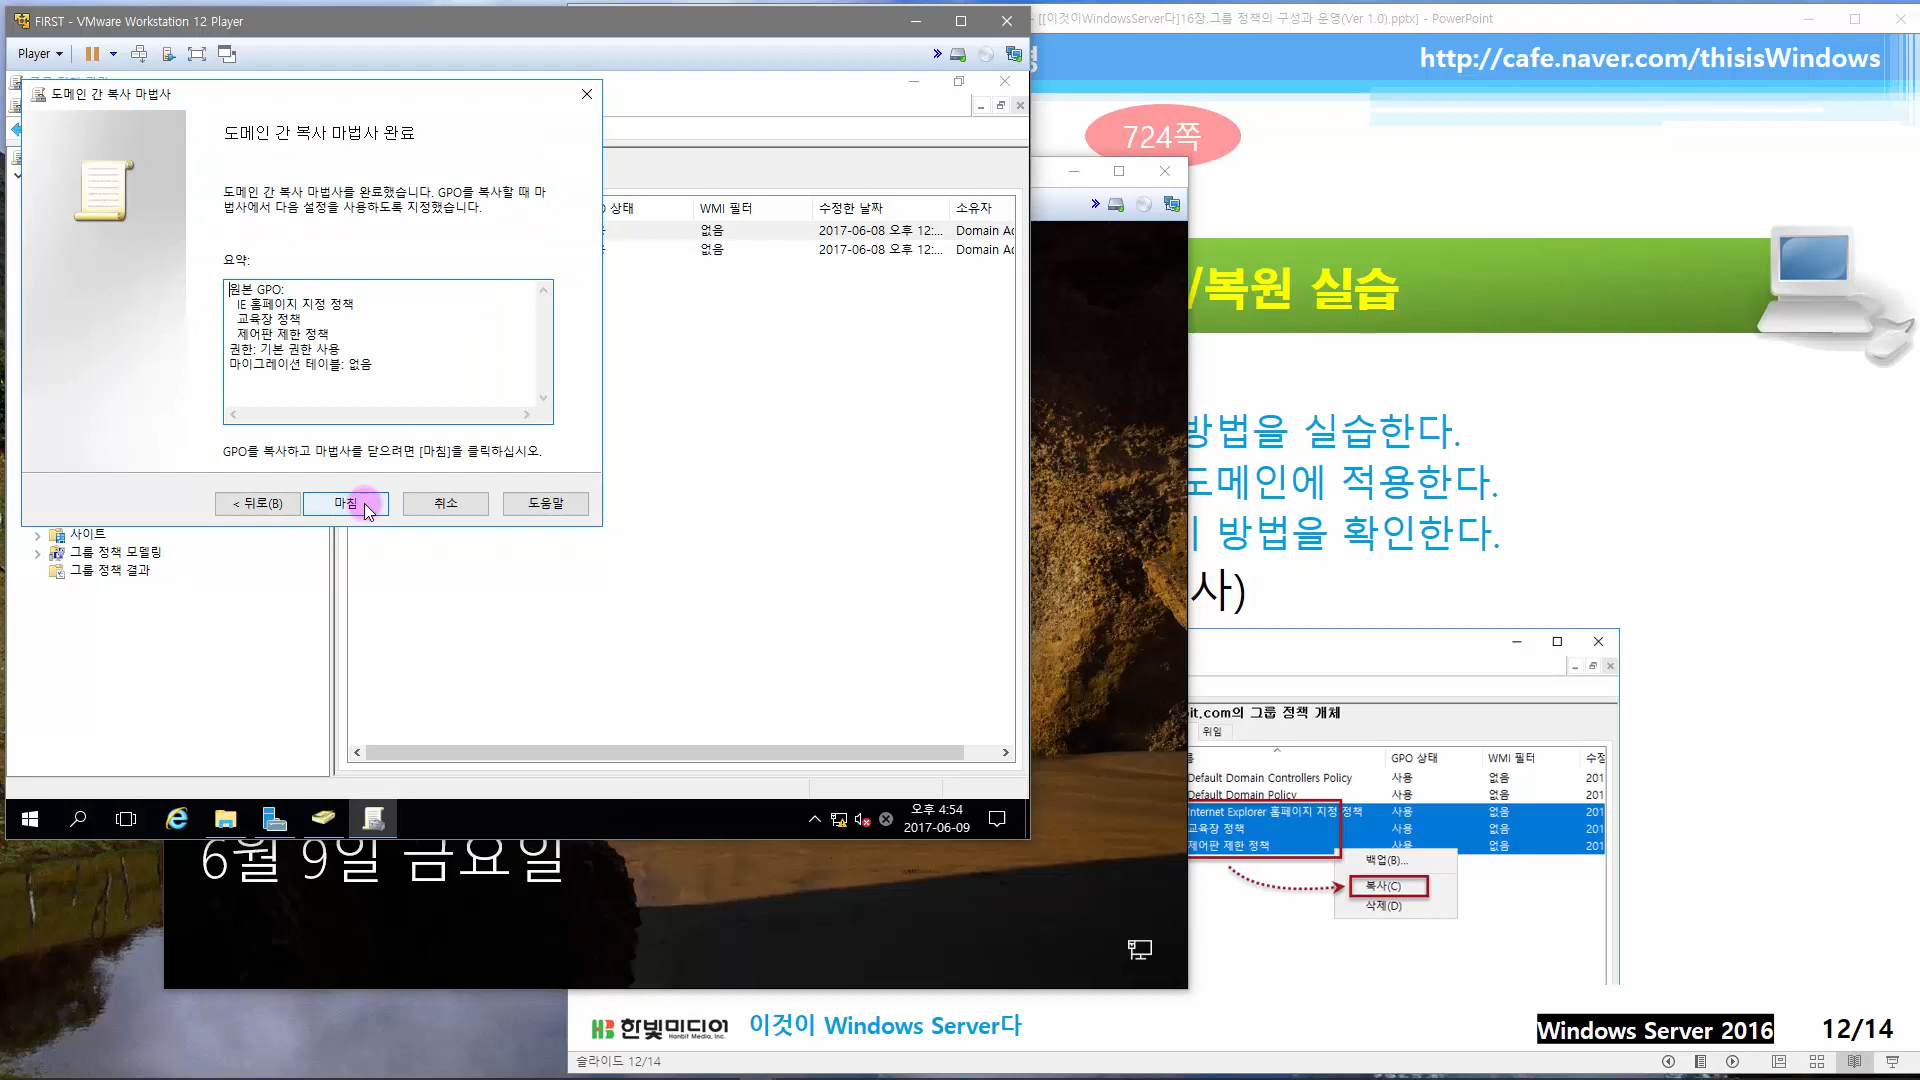 FIRST - VMware Workstation 12 Player
[[이것이WindowsServer다]16장.그룹 정책의 구성과 운영(Ver 1.0).pptx] - PowerPoint
Player
http://cafe.naver.com/thisisWindows
도메인 간 복사 마법사
도메인 간 복사 마법사 완료
724쪽
도메인 간 복사 마법사를 완료했습니다. GPO를 복사할 때 마
법사에서 다음 설정을 사용하도록 지정했습니다.
상태
WMI 필터
수정한 날짜
소유자
없음
2017-06-08 오후 12:...
Domain Ac
없음
2017-06-08 오후 12:...
Domain Ac
요약:
/복원 실습
원본 GPO:
IE 홈페이지 지정 정책
교육장 정책
제어판 제한 정책
권한: 기본 권한 사용
마이그레이션 테이블: 없음
방법을 실습한다.
GPO를 복사하고 마법사를 닫으려면 [마침]을 클릭하십시오.
도메인에 적용한다.
< 뒤로(B)
마침
취소
도움말
방법을 확인한다.
사이트
그룹 정책 모델링
그룹 정책 결과
사)
it.com의 그룹 정책 개체
위임
GPO 상태
WMI 필터
수정
Default Domain Controllers Policy
사용
없음
201
Default Domain Policy
사용
없음
201
Internet Explorer 홈페이지 지정 정책
사용
없음
201
교육장 정책
사용
없음
201
제어판 제한 정책
사용
없음
201
백업(B)...
복사(C)
삭제(D)
오후 4:54
2017-06-09
6월 9일 금요일
한빛미디어
Hanbit Media, Inc.
이것이 Windows Server다
Windows Server 2016
12/14
슬라이드 12/14